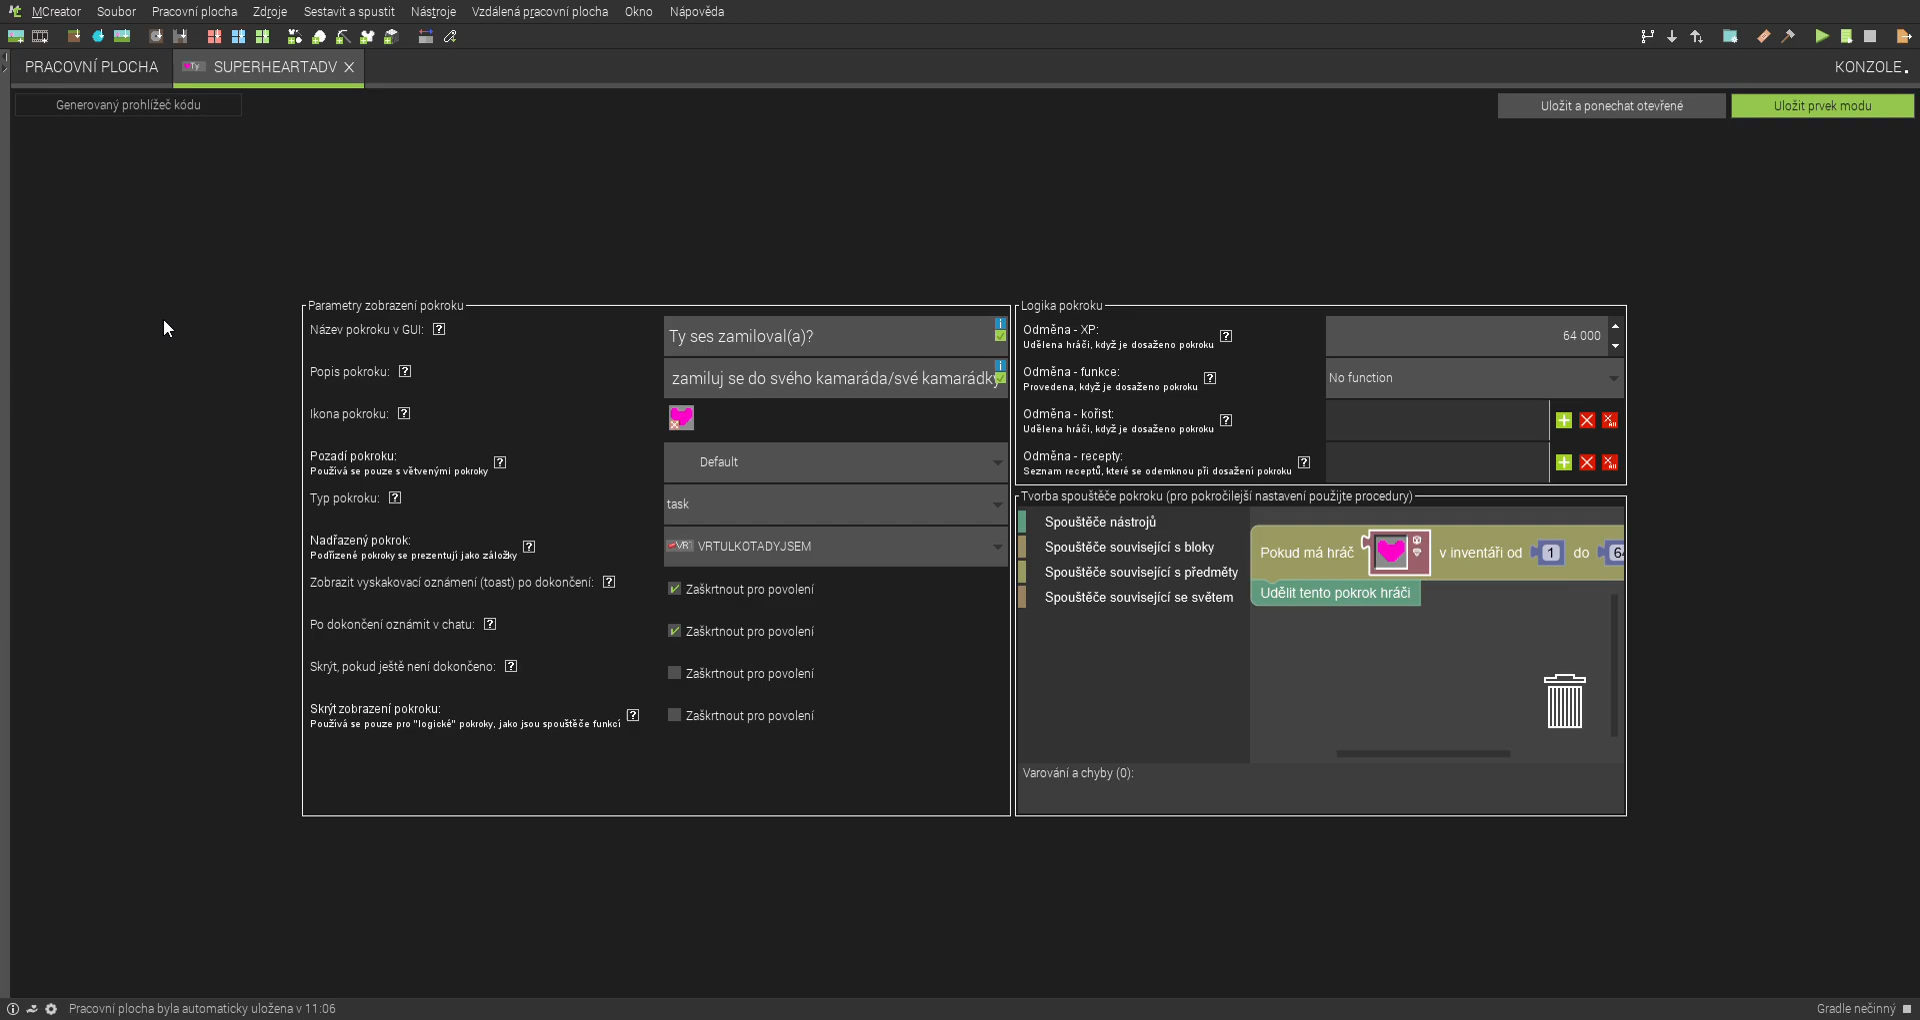 MCreator Soubor Pracovní plocha Zdroje Sestavit a spustit Nástroje Vzdálená pracovní plocha Okno Nápověda
PRACOVNÍ PLOCHA
SUPERHEARTADV
KONZOLE
Generovaný prohlížeč kódu
Uložit a ponechat otevřené
Uložit prvek modu
Parametry zobrazení pokroku
Název pokroku v GUI: ?
Ty ses zamiloval(a)?
Popis pokroku: ?
zamiluj se do svého kamaráda/své kamarádky
Ikona pokroku: ?
Pozadí pokroku:
Používá se pouze s větvenými pokroky ?
Default
Typ pokroku: ?
task
Nadřazený pokrok:
Podřízené pokroky se prezentují jako záložky ?
VRTULKOTADYJSEM
Zobrazit vyskakovací oznámení (toast) po dokončení: ?
Zaškrtnout pro povolení
Po dokončení oznámit v chatu: ?
Zaškrtnout pro povolení
Skrýt, pokud ještě není dokončeno: ?
Zaškrtnout pro povolení
Skrýt zobrazení pokroku:
Používá se pouze pro "logické" pokroky, jako jsou spouštěče funkcí ?
Zaškrtnout pro povolení
Logika pokroku
Odměna - XP:
Udělena hráči, když je dosaženo pokroku ?
64 000
Odměna - funkce:
Provedena, když je dosaženo pokroku ?
No function
Odměna - kořist:
Udělena hráči, když je dosaženo pokroku ?
Odměna - recepty:
Seznam receptů, které se odemknou při dosažení pokroku ?
Tvorba spouštěče pokroku (pro pokročilejší nastavení použijte procedury)
Spouštěče nástrojů
Spouštěče související s bloky
Spouštěče související s předměty
Spouštěče související se světem
Pokud má hráč v inventáři od 1 do 64
Udělit tento pokrok hráči
Varování a chyby (0):
Pracovní plocha byla automaticky uložena v 11:06
Gradle nečinný